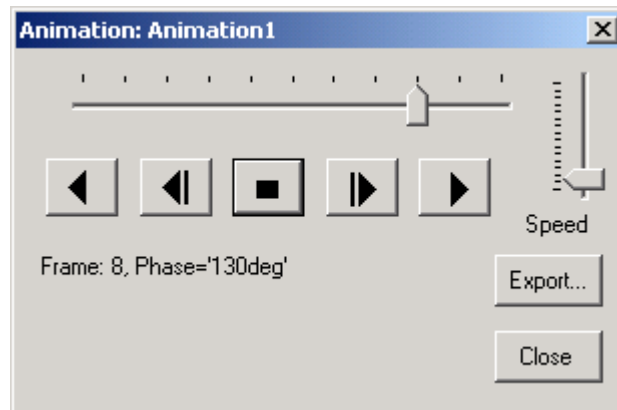 Animation: Animation1
Speed
Frame: 8, Phase='130deg'
Export...
Close